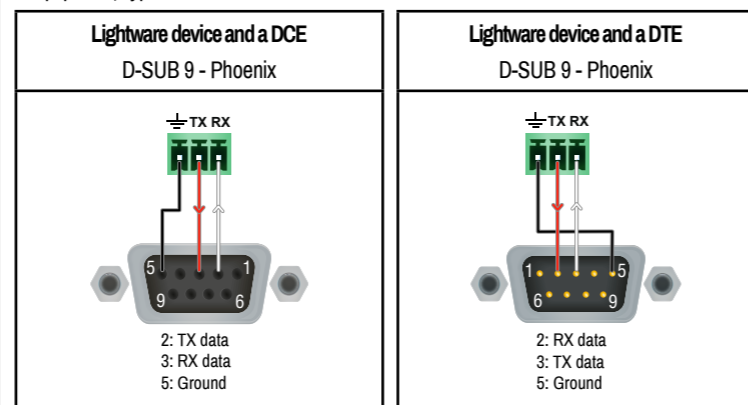 Lightware device and a DCE
D-SUB 9 - Phoenix
TX RX
5 1
9 6
2: TX data
3: RX data
5: Ground
Lightware device and a DTE
D-SUB 9 - Phoenix
TX RX
1 5
6 9
2: RX data
3: TX data
5: Ground